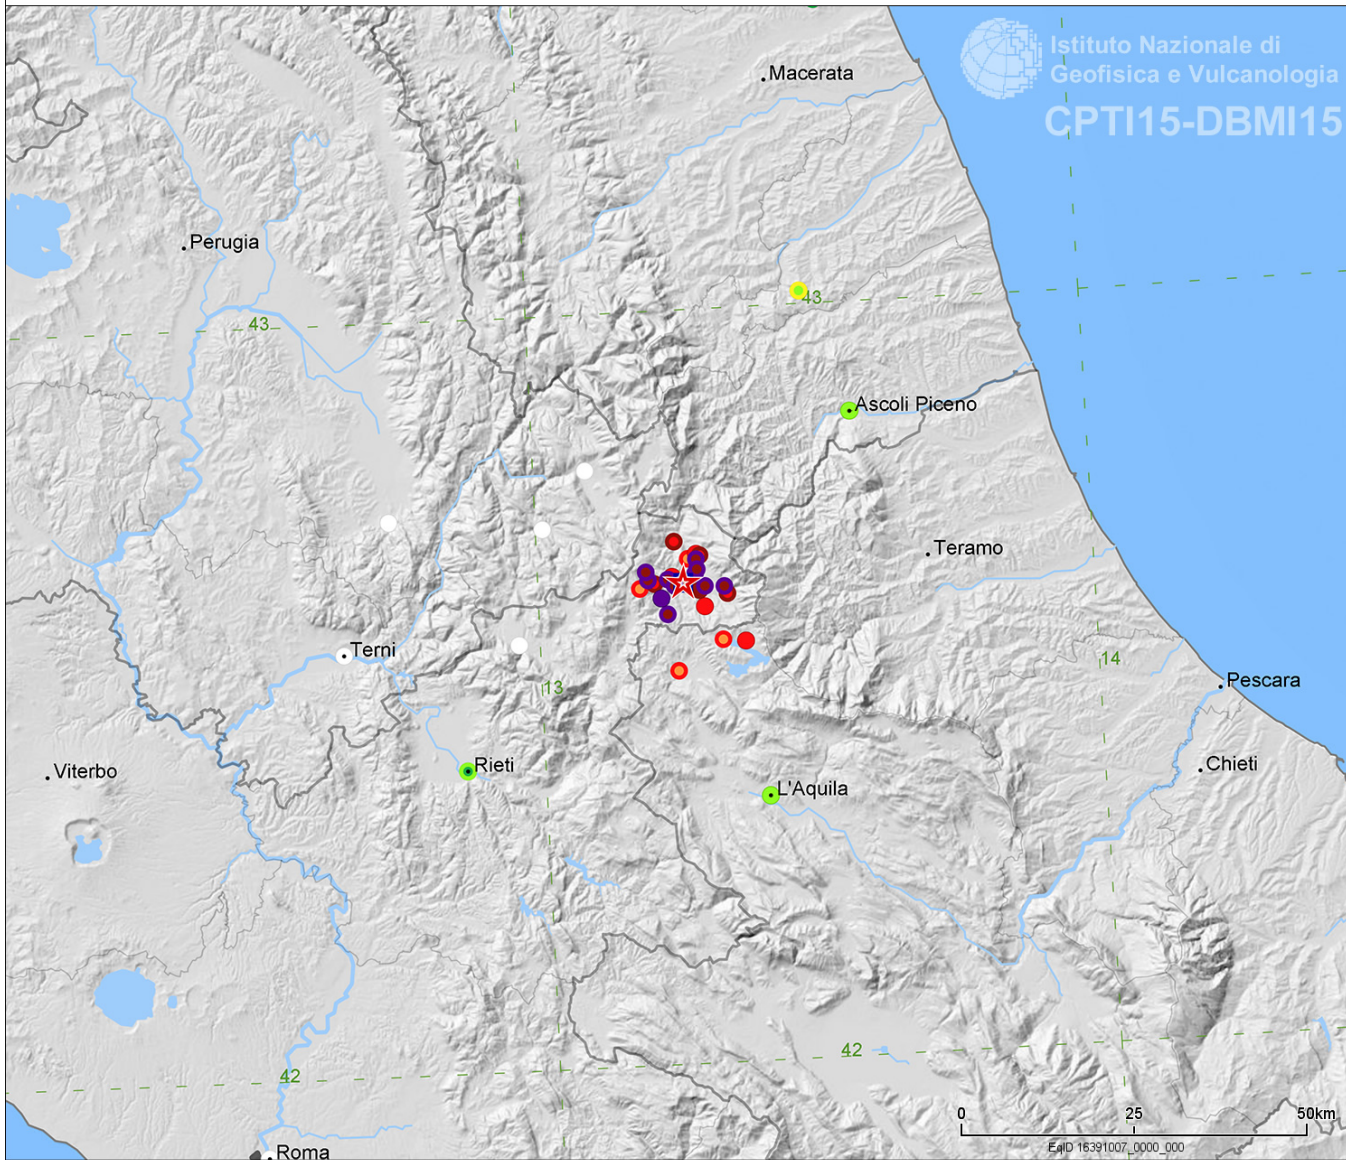 Istituto Nazionale di
Geofisica e Vulcanologia
CPTI15-DBMI15
Macerata
Perugia
43
43
Ascoli Piceno
Teramo
Terni
14
13
Pescara
Rieti
Chieti
Viterbo
L'Aquila
42
42
0 25 50km
EqID 16391007_0000_000
Roma